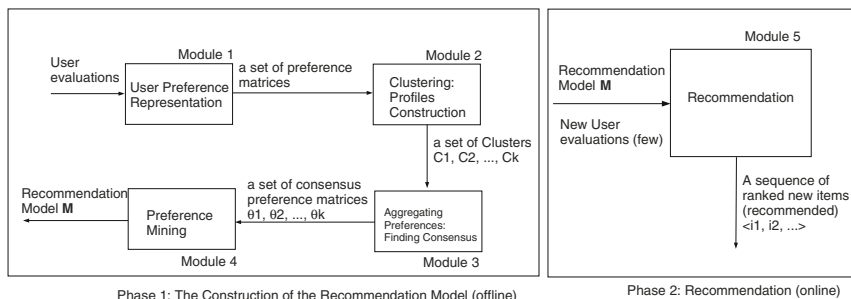 Module 1
User
evaluations
User Preference
Representation
a set of preference
matrices
Module 2
Clustering:
Profiles
Construction
a set of Clusters
C1, C2, ..., Ck
Aggregating
Preferences:
Finding Consensus
Module 3
a set of consensus
preference matrices
θ1, θ2, ..., θk
Preference
Mining
Module 4
Recommendation
Model M
Phase 1: The Construction of the Recommendation Model (offline)
Module 5
Recommendation
Model M
New User
evaluations (few)
Recommendation
A sequence of
ranked new items
(recommended)
<i1, i2, ...>
Phase 2: Recommendation (online)